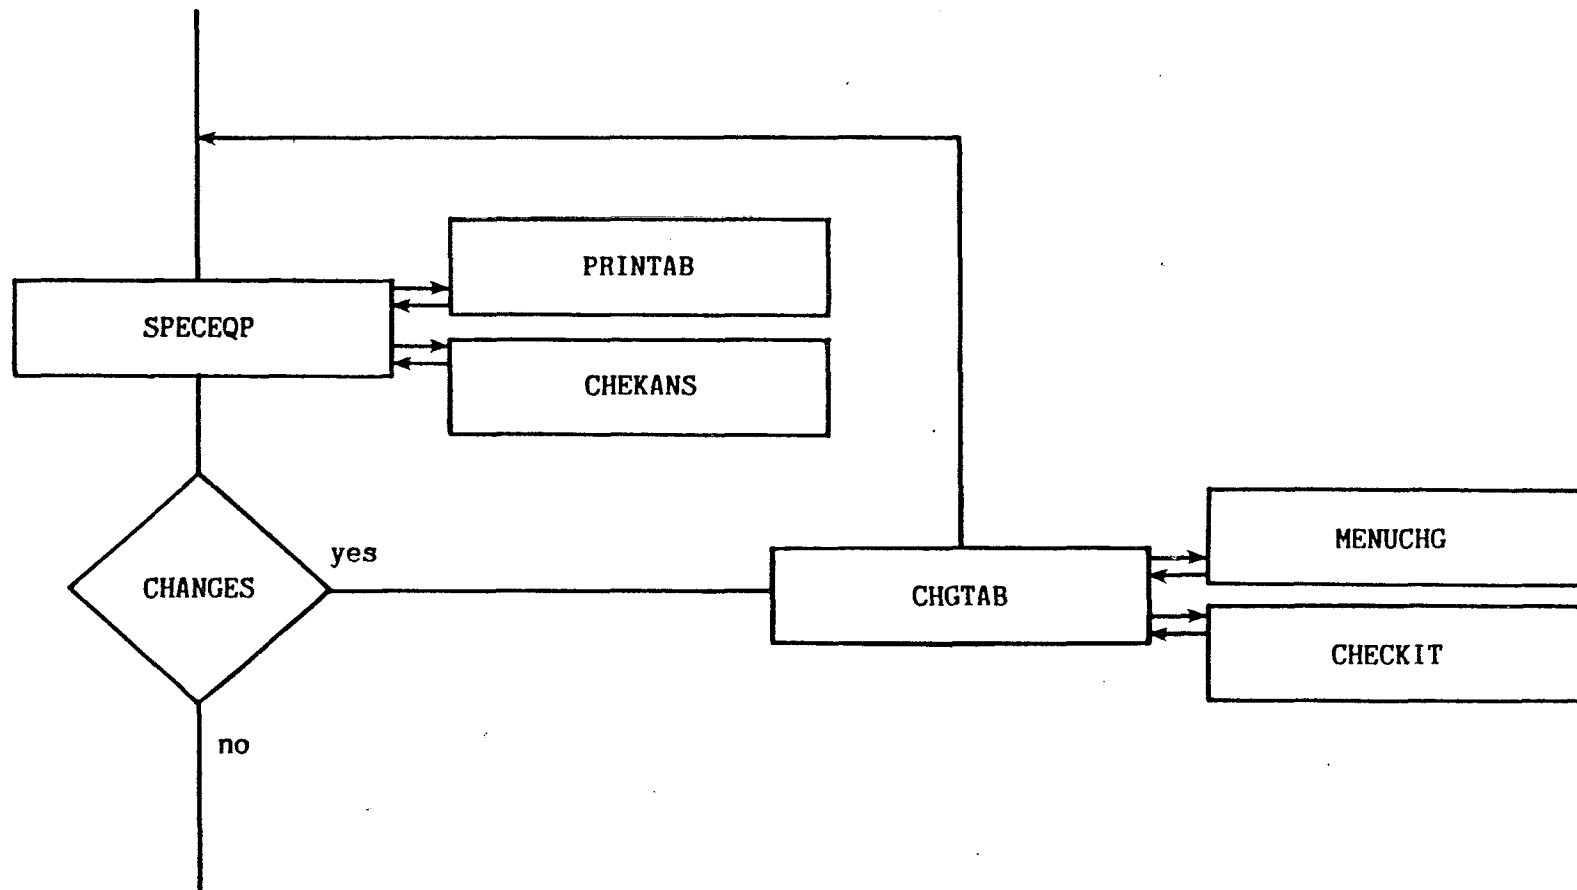 PRINTAB
SPECEQP
CHEKANS
yes
MENUCHG
CHANGES
CHGTAB
CHECKIT
no